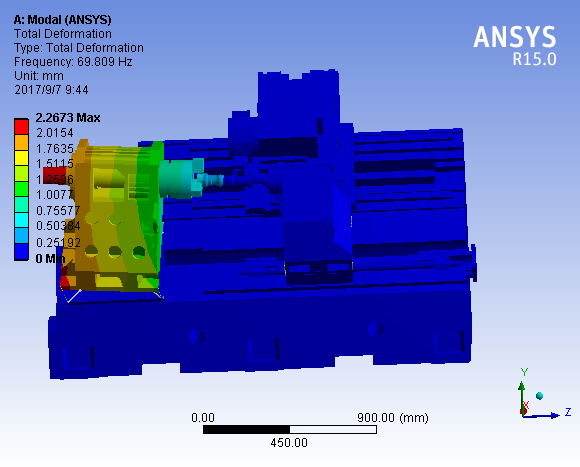 A: Modal (ANSYS)
Total Deformation
Type: Total Deformation
Frequency: 69.809 Hz
Unit: mm
2017/9/7 9:44
ANSYS
R15.0
2.2673 Max
2.0154
1.7635
1.5115
1.2596
1.0077
0.75577
0.50384
0.25192
0 Min
0.00
900.00 (mm)
450.00
Y
X
Z